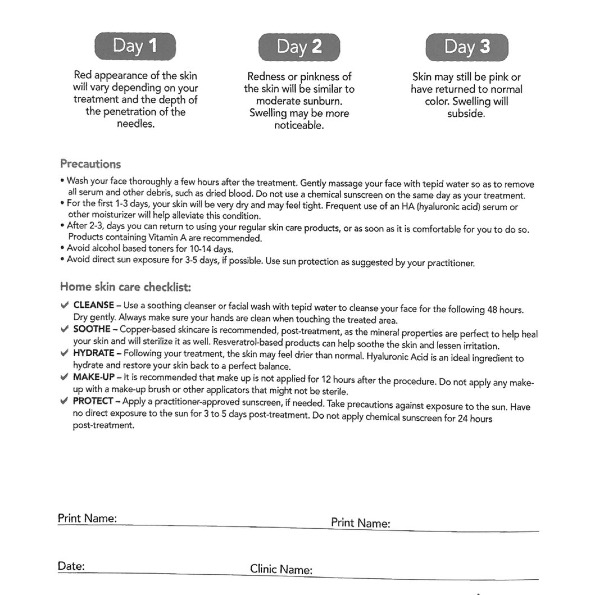 Day 1
Day 2
Day 3
Red appearance of the skin
will vary depending on your
treatment and the depth of
the penetration of the
needles.
Redness or pinkness of
the skin will be similar to
moderate sunburn.
Swelling may be more
noticeable.
Skin may still be pink or
have returned to normal
color. Swelling will
subside.
Precautions
• Wash your face thoroughly a few hours after the treatment. Gently massage your face with tepid water so as to remove
all serum and other debris, such as dried blood. Do not use a chemical sunscreen on the same day as your treatment.
• For the first 1-3 days, your skin will be very dry and may feel tight. Frequent use of an HA (hyaluronic acid) serum or
other moisturizer will help alleviate this condition.
• After 2-3, days you can return to using your regular skin care products, or as soon as it is comfortable for you to do so.
Products containing Vitamin A are recommended.
• Avoid alcohol based toners for 10-14 days.
• Avoid direct sun exposure for 3-5 days, if possible. Use sun protection as suggested by your practitioner.
Home skin care checklist:
✔ CLEANSE – Use a soothing cleanser or facial wash with tepid water to cleanse your face for the following 48 hours.
Dry gently. Always make sure your hands are clean when touching the treated area.
✔ SOOTHE – Copper-based skincare is recommended, post-treatment, as the mineral properties are perfect to help heal
your skin and will sterilize it as well. Resveratrol-based products can help soothe the skin and lessen irritation.
✔ HYDRATE – Following your treatment, the skin may feel drier than normal. Hyaluronic Acid is an ideal ingredient to
hydrate and restore your skin back to a perfect balance.
✔ MAKE-UP – It is recommended that make up is not applied for 12 hours after the procedure. Do not apply any make-
up with a make-up brush or other applicators that might not be sterile.
✔ PROTECT – Apply a practitioner-approved sunscreen, if needed. Take precautions against exposure to the sun. Have
no direct exposure to the sun for 3 to 5 days post-treatment. Do not apply chemical sunscreen for 24 hours
post-treatment.
Print Name:
Print Name:
Date:
Clinic Name: